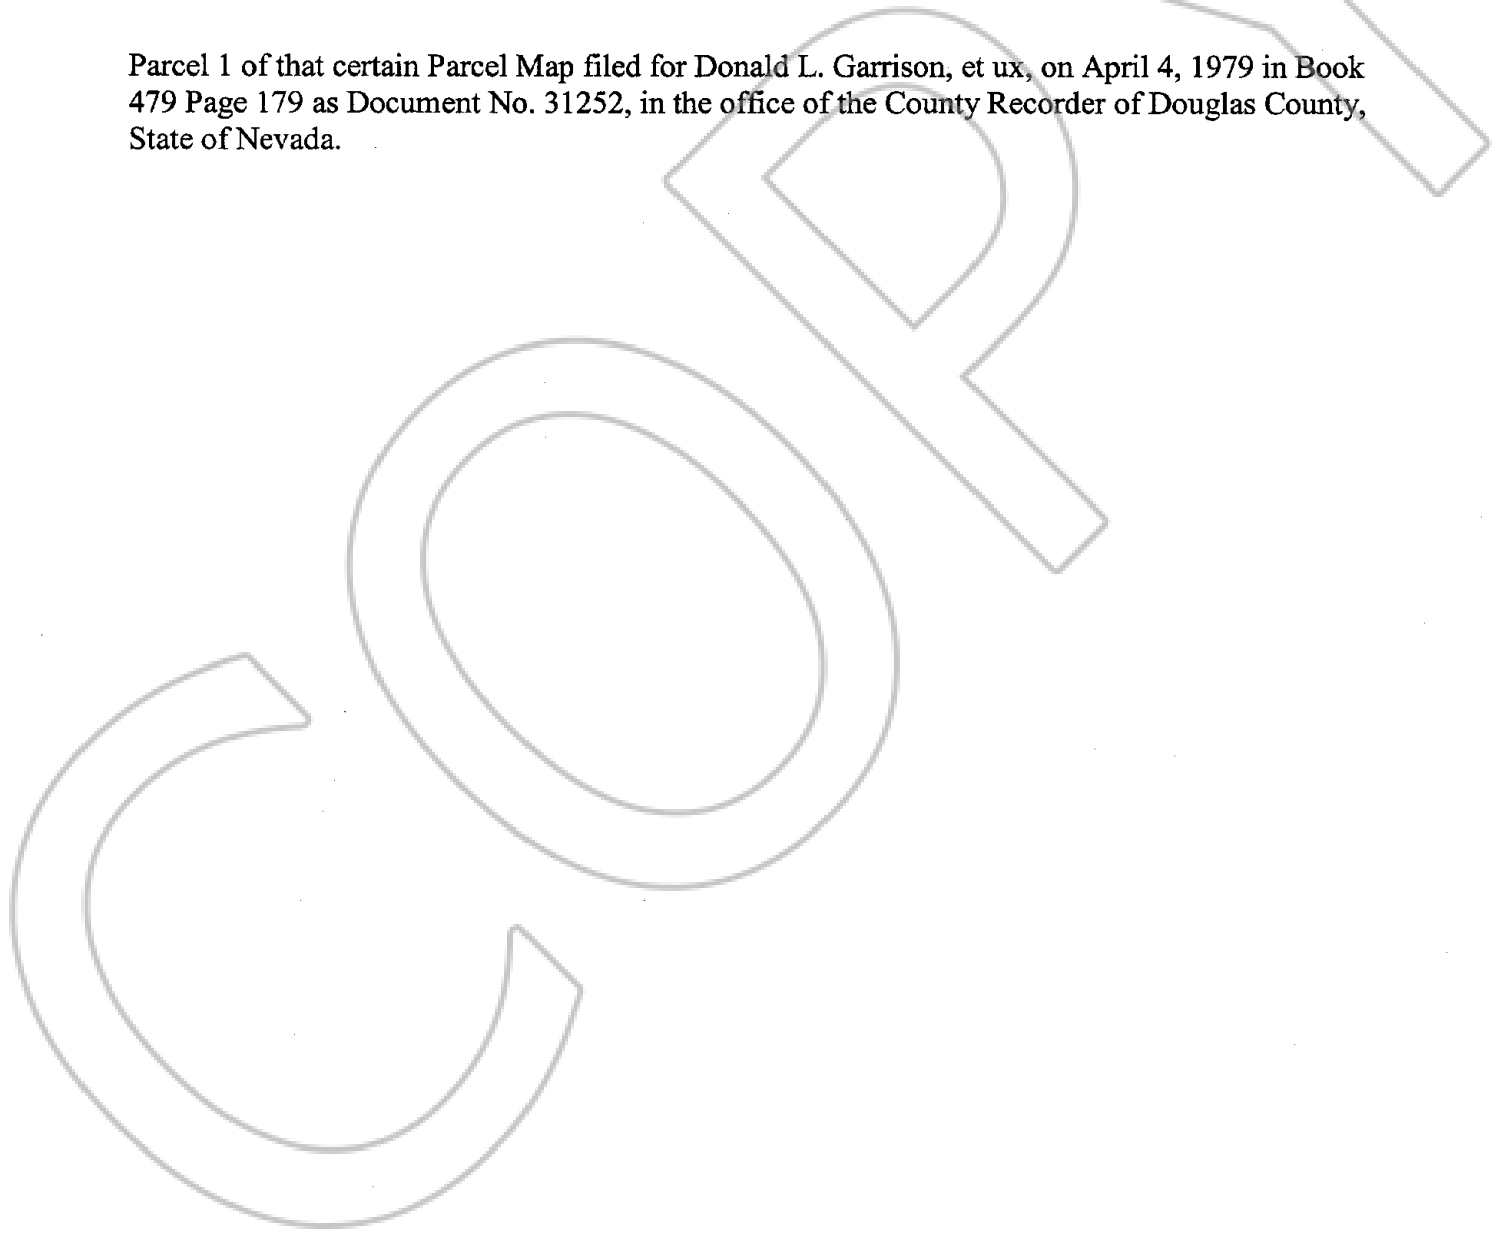 Parcel 1 of that certain Parcel Map filed for Donald L. Garrison, et ux, on April 4, 1979 in Book
479 Page 179 as Document No. 31252, in the office of the County Recorder of Douglas County,
State of Nevada.
COPY